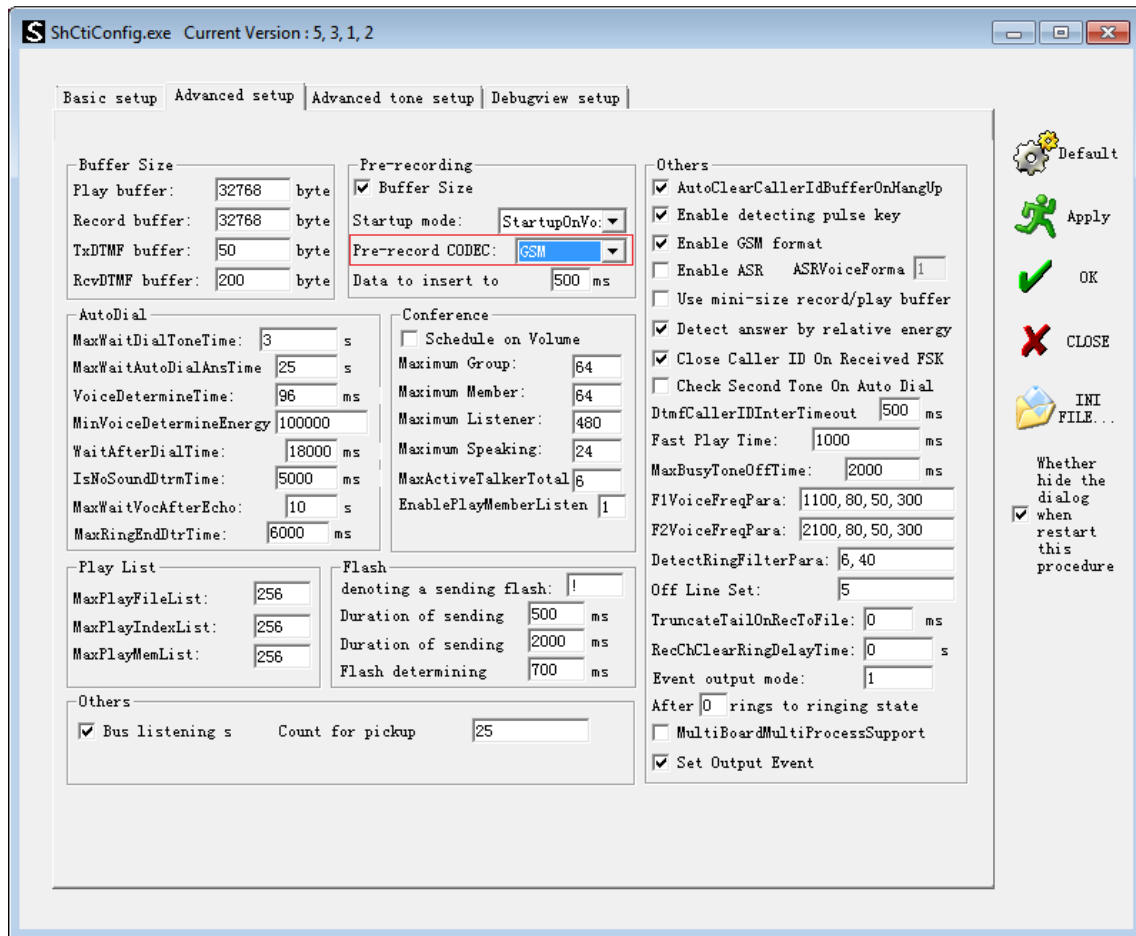 ShCtiConfig.exe Current Version : 5, 3, 1, 2
Basic setup Advanced setup Advanced tone setup Debugview setup
Buffer Size
Play buffer: 32768 byte
Record buffer: 32768 byte
TxDTMF buffer: 50 byte
RcvDTMF buffer: 200 byte
Pre-recording
Buffer Size
Startup mode: StartupOnVo:
Pre-record CODEC: GSM
Data to insert to 500 ms
AutoDial
MaxWaitDialToneTime: 3 s
MaxWaitAutoDialAnsTime 25 s
VoiceDetermineTime: 96 ms
MinVoiceDetermineEnergy 100000
WaitAfterDialTime: 18000 ms
IsNoSoundDtrmTime: 5000 ms
MaxWaitVocAfterEcho: 10 s
MaxRingEndDtrTime: 6000 ms
Conference
Schedule on Volume
Maximum Group: 64
Maximum Member: 64
Maximum Listener: 480
Maximum Speaking: 24
MaxActiveTalkerTotal 6
EnablePlayMemberListen 1
Play List
MaxPlayFileList: 256
MaxPlayIndexList: 256
MaxPlayMemList: 256
Flash
denoting a sending flash: !
Duration of sending 500 ms
Duration of sending 2000 ms
Flash determining 700 ms
Others
Bus listening s Count for pickup 25
Others
AutoClearCallerIdBufferOnHangUp
Enable detecting pulse key
Enable GSM format
Enable ASR ASRVoiceForma 1
Use mini-size record/play buffer
Detect answer by relative energy
Close Caller ID On Received FSK
Check Second Tone On Auto Dial
DtmfCallerIDInterTimeout 500 ms
Fast Play Time: 1000 ms
MaxBusyToneOffTime: 2000 ms
F1VoiceFreqPara: 1100, 80, 50, 300
F2VoiceFreqPara: 2100, 80, 50, 300
DetectRingFilterPara: 6, 40
Off Line Set: 5
TruncateTailOnRecToFile: 0 ms
RecChClearRingDelayTime: 0 s
Event output mode: 1
After 0 rings to ringing state
MultiBoardMultiProcessSupport
Set Output Event
Default
Apply
OK
CLOSE
INI
FILE...
Whether
hide the
dialog
when
restart
this
procedure